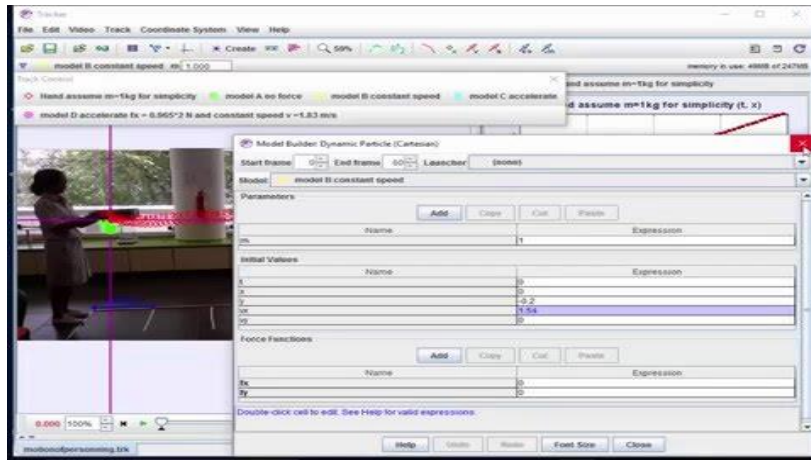 Tracker
File Edit Video Track Coordinate System View Help
Create 59%
model B constant speed m 1.000
memory in use: 49MB of 247MB
Track Control
Hand assume m=1kg for simplicity model A no force model B constant speed model C accelerate
model D accelerate fx = 0.865*2 N and constant speed v =1.83 m/s
and assume m=1kg for simplicity
d assume m=1kg for simplicity (t, x)
Model Builder: Dynamic Particle (Cartesian)
Start frame 0 End frame 60 Launcher (none)
Model: model B constant speed
Parameters
Add Copy Cut Paste
Name Expression
m 1
Initial Values
Name Expression
t 0
x 0
y -0.2
vx 1.54
vy 0
Force Functions
Add Copy Cut Paste
Name Expression
fx 0
fy 0
Double-click cell to edit. See Help for valid expressions.
0.000 100%
Help Undo Redo Font Size Close
motionofpersonning.trk